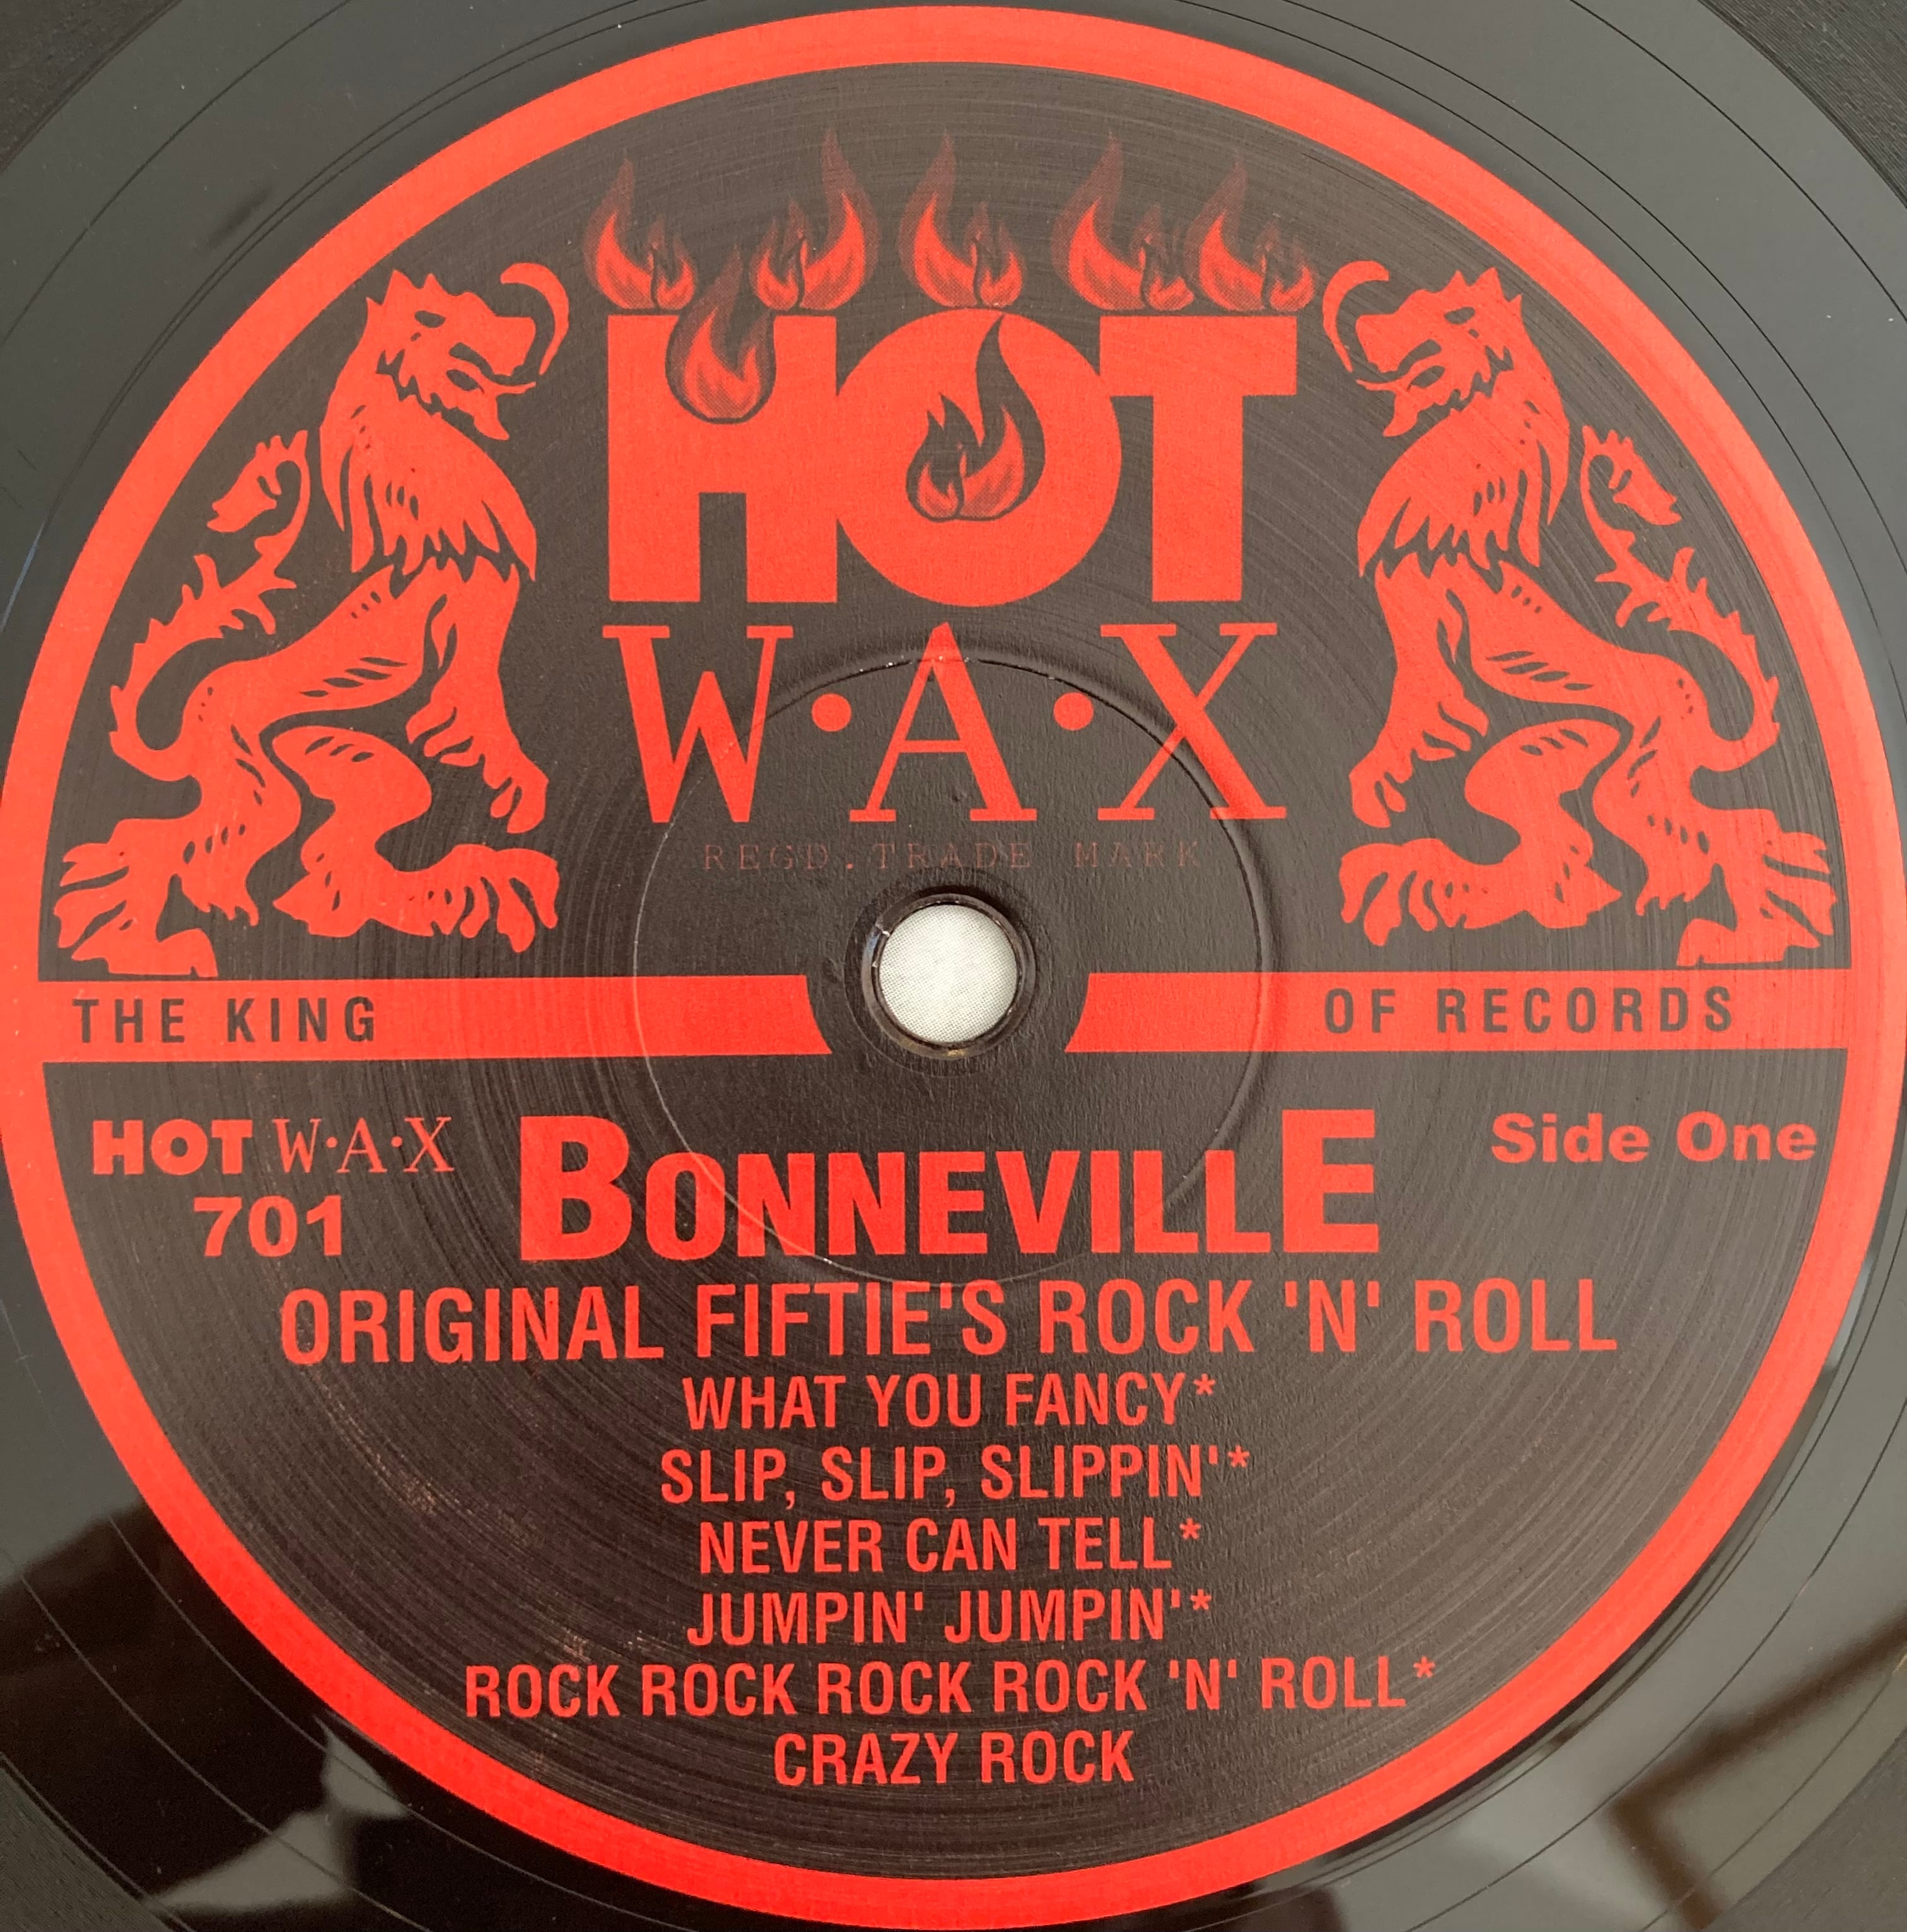 HOT
W·A·X
REGD. TRADE MARK
THE KING
OF RECORDS
HOT W·A·X
701
BONNEVILLE
Side One
ORIGINAL FIFTIE'S ROCK 'N' ROLL
WHAT YOU FANCY*
SLIP, SLIP, SLIPPIN'*
NEVER CAN TELL*
JUMPIN' JUMPIN'*
ROCK ROCK ROCK ROCK 'N' ROLL*
CRAZY ROCK